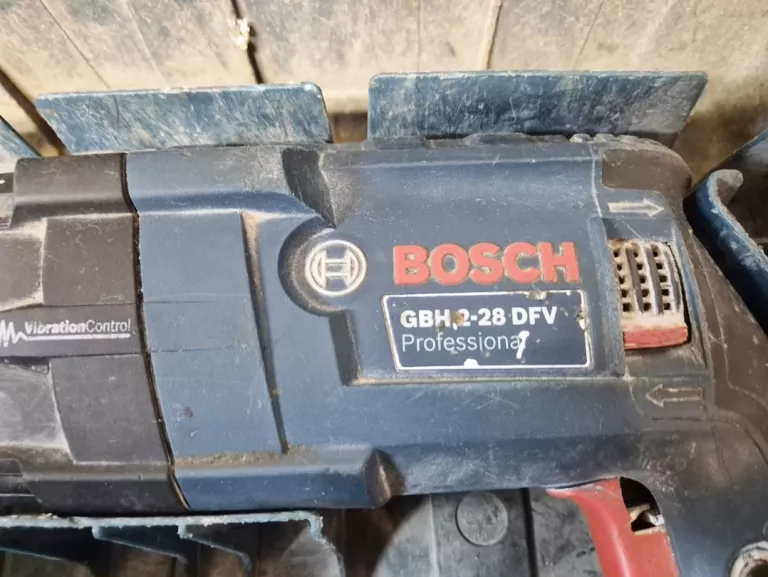 BOSCH
GBH 2-28 DFV
Professional
VibrationControl